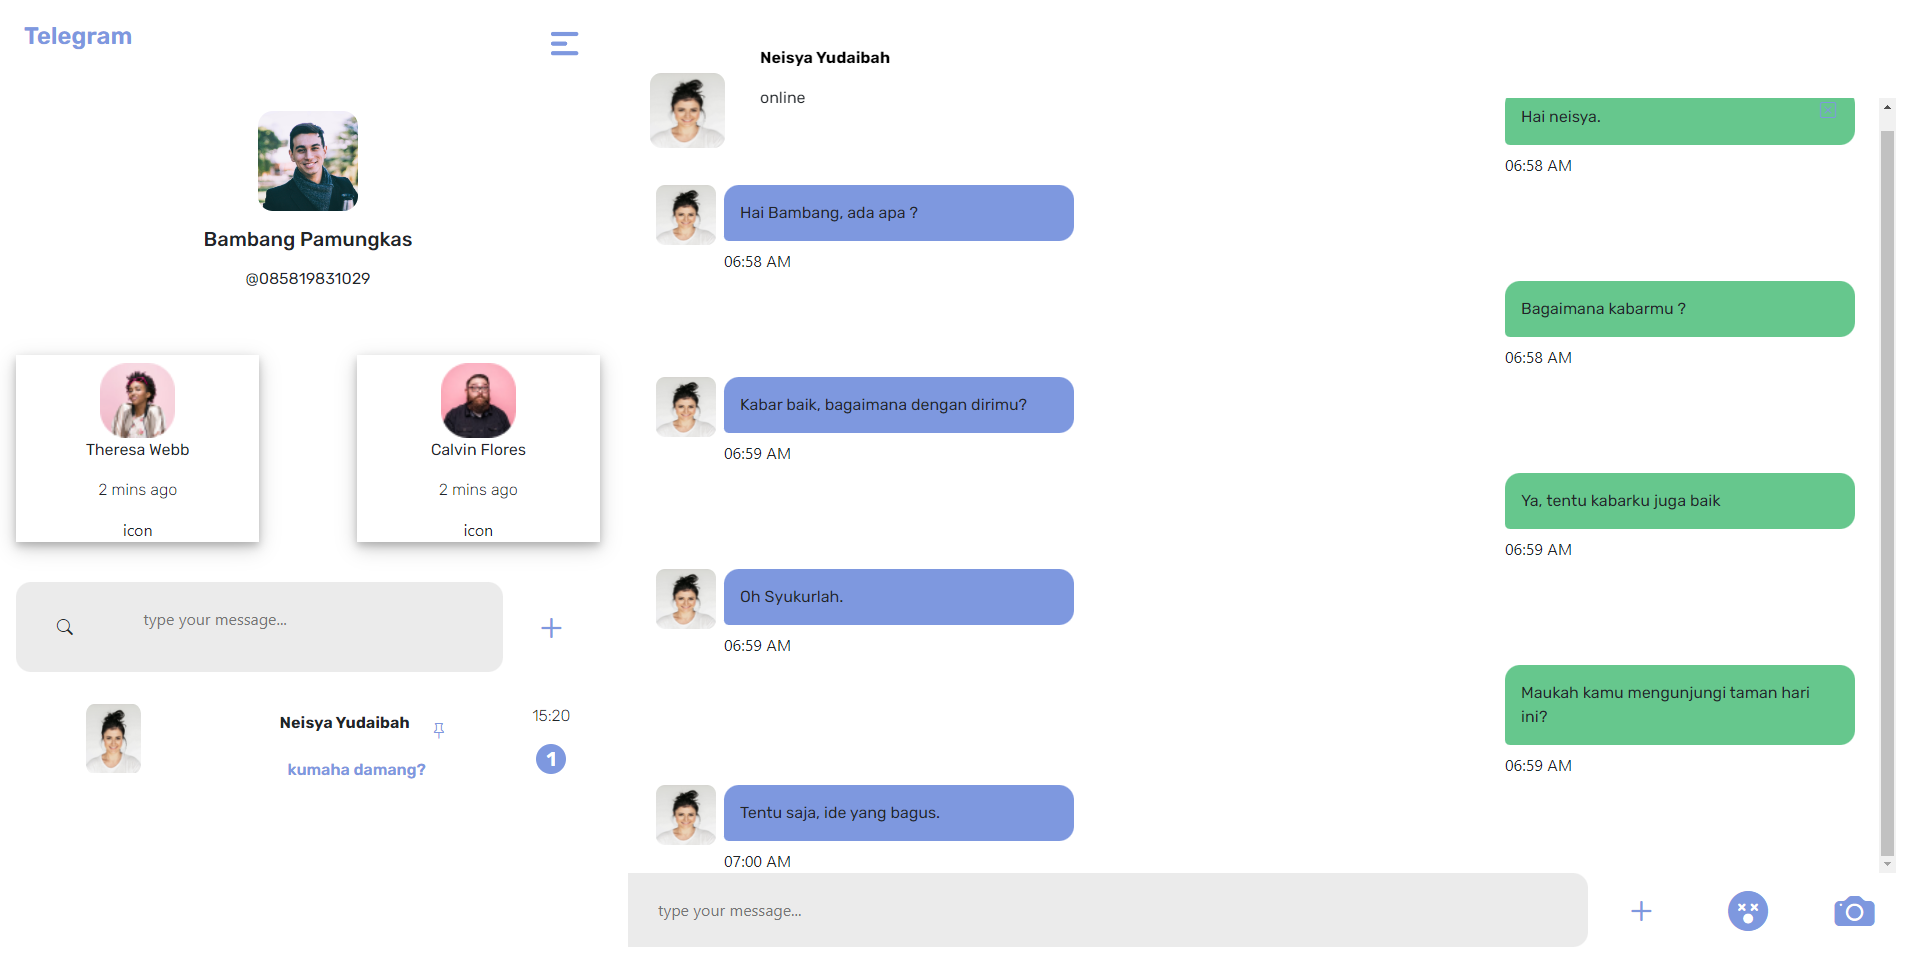 Telegram
Bambang Pamungkas
@085819831029
Theresa Webb
2 mins ago
icon
Calvin Flores
2 mins ago
icon
type your message...
Neisya Yudaibah
15:20
kumaha damang?
1
Neisya Yudaibah
online
Hai neisya.
06:58 AM
Hai Bambang, ada apa ?
06:58 AM
Bagaimana kabarmu ?
06:58 AM
Kabar baik, bagaimana dengan dirimu?
06:59 AM
Ya, tentu kabarku juga baik
06:59 AM
Oh Syukurlah.
06:59 AM
Maukah kamu mengunjungi taman hari
ini?
06:59 AM
Tentu saja, ide yang bagus.
07:00 AM
type your message...